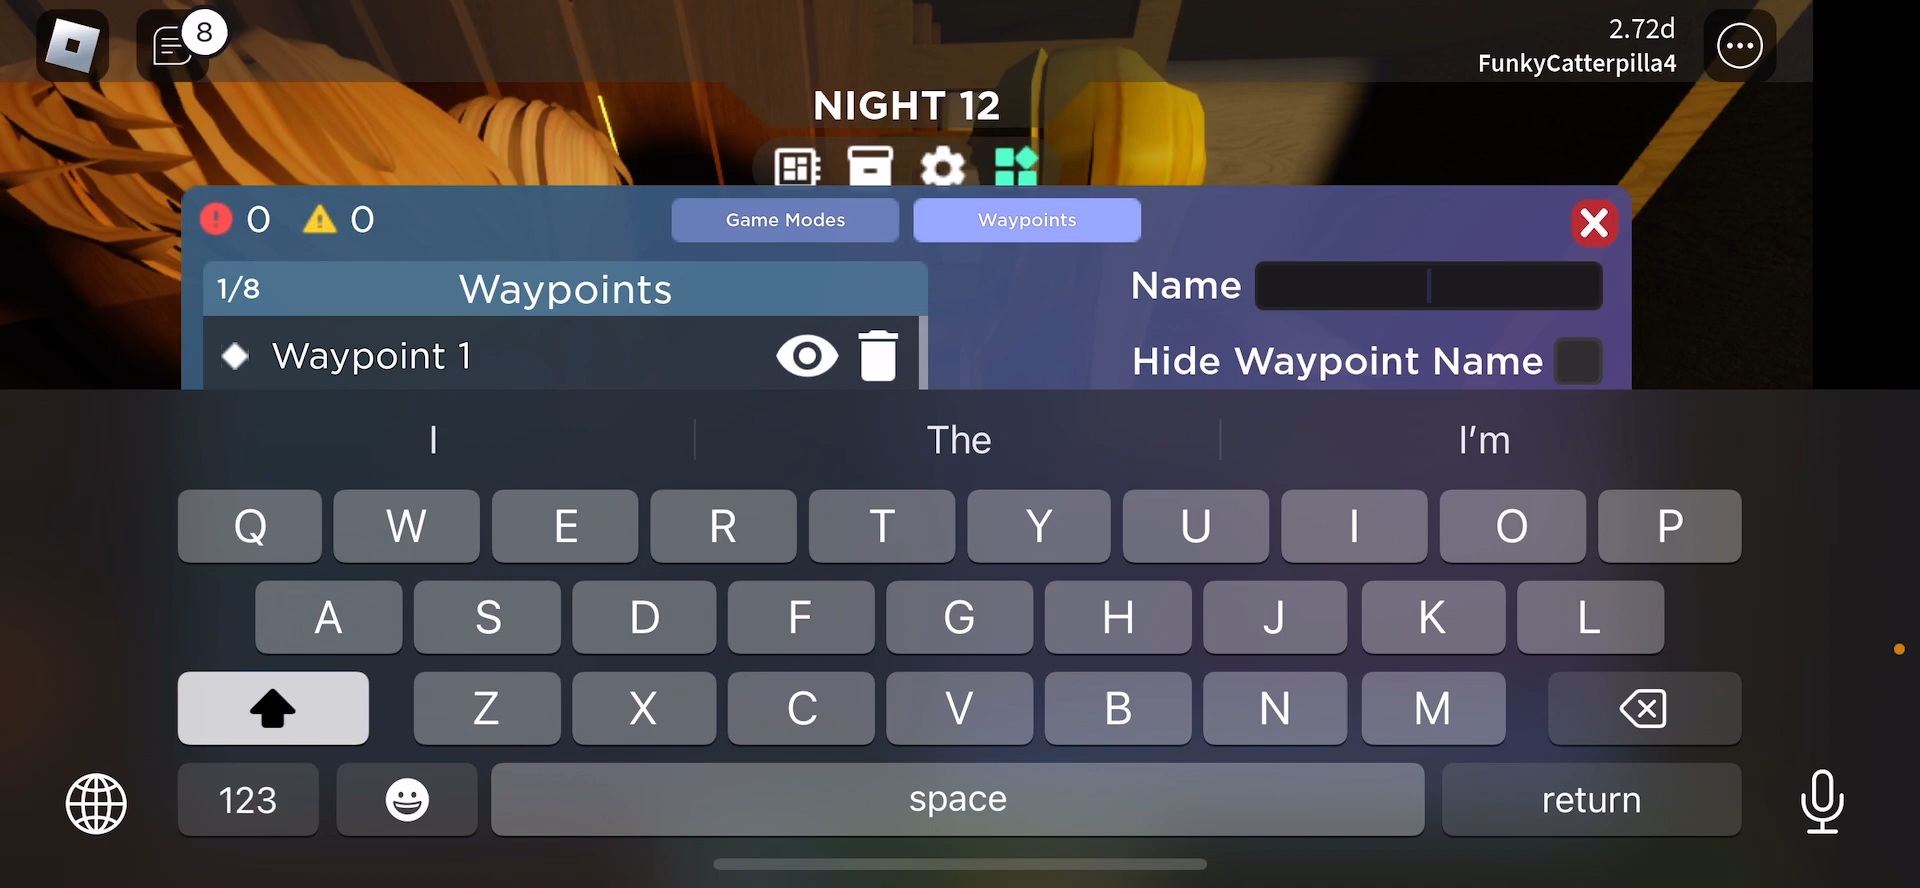 8
2.72d
FunkyCatterpilla4
NIGHT 12
0 0
Game Modes
Waypoints
1/8 Waypoints
Name
Waypoint 1
Hide Waypoint Name
I The I'm
Q W E R T Y U I O P
A S D F G H J K L
Z X C V B N M
123 space return